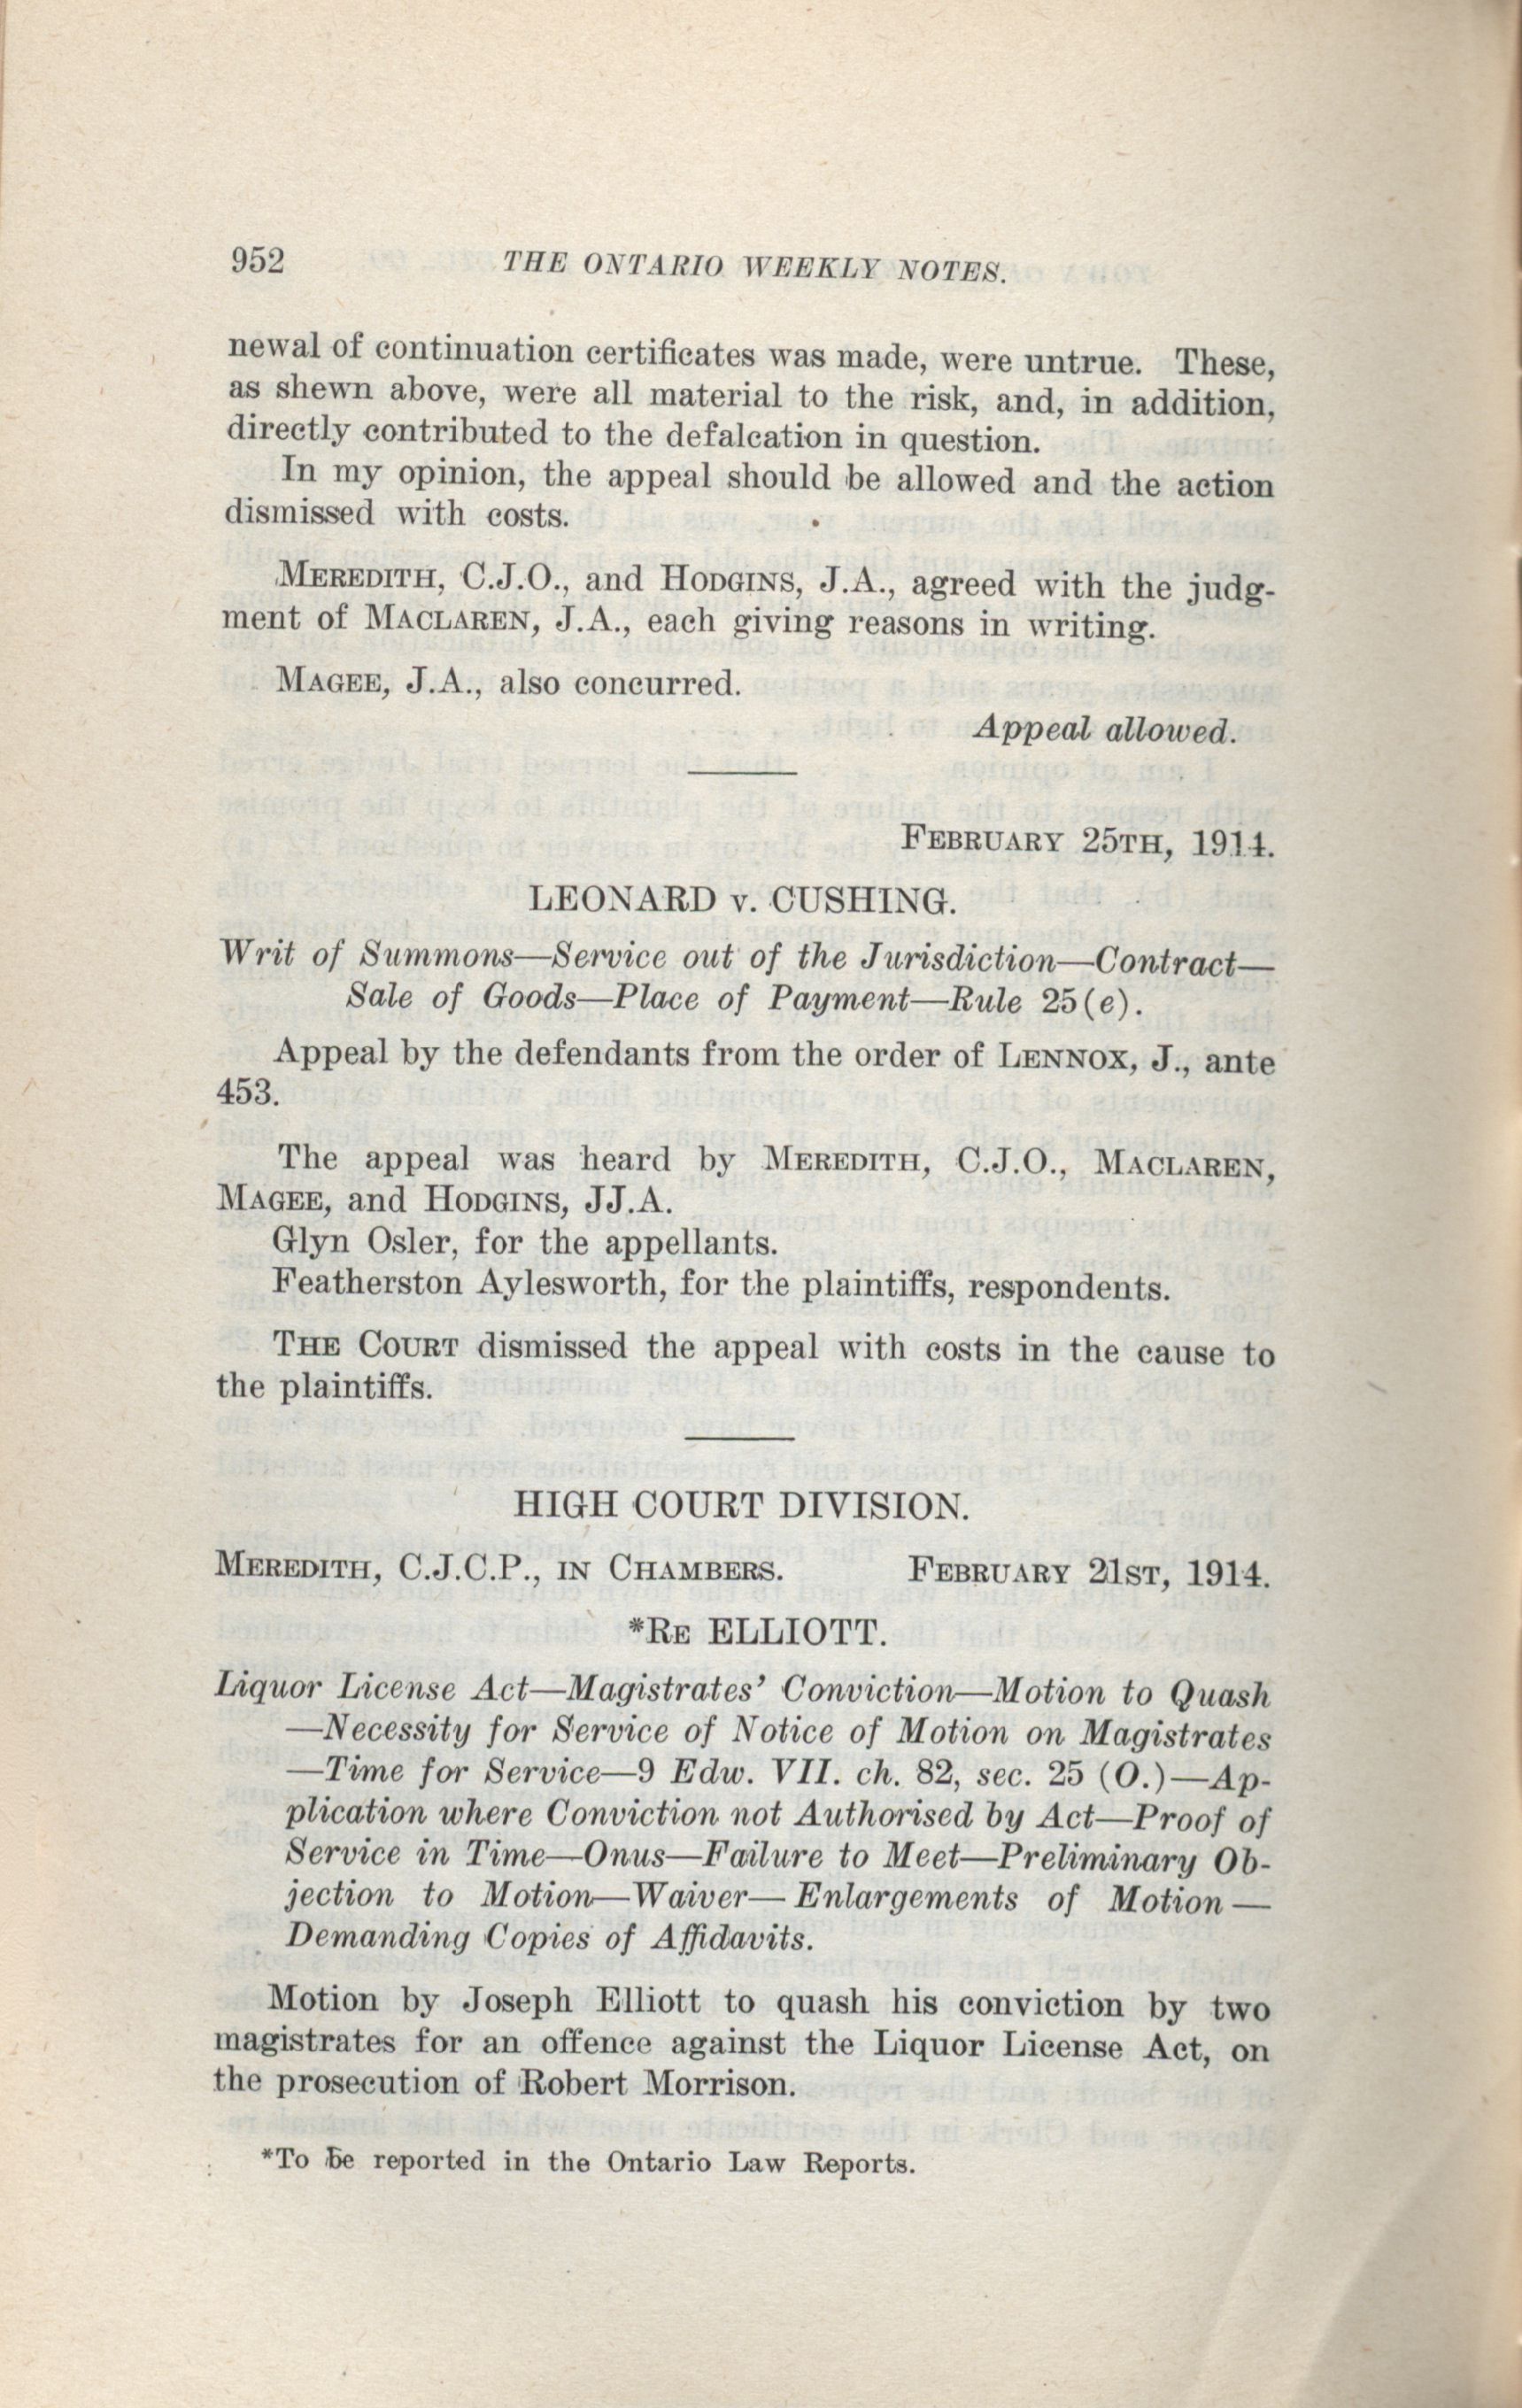 952 THE ONTARIO WEEKLY NOTES.
newal of continuation certificates was made, were untrue. These,
as shewn above, were all material to the risk, and, in addition,
directly contributed to the defalcation in question.
In my opinion, the appeal should be allowed and the action
dismissed with costs.
MEREDITH, C.J.O., and HODGINS, J.A., agreed with the judg-
ment of MACLAREN, J.A., each giving reasons in writing.
MAGEE, J.A., also concurred.
Appeal allowed.
FEBRUARY 25TH, 1914.
LEONARD v. CUSHING.
Writ of Summons—Service out of the Jurisdiction—Contract—
Sale of Goods—Place of Payment—Rule 25(e).
Appeal by the defendants from the order of LENNOX, J., ante
453.
The appeal was heard by MEREDITH, C.J.O., MACLAREN,
MAGEE, and HODGINS, JJ.A.
Glyn Osler, for the appellants.
Featherston Aylesworth, for the plaintiffs, respondents.
THE COURT dismissed the appeal with costs in the cause to
the plaintiffs.
HIGH COURT DIVISION.
MEREDITH, C.J.C.P., IN CHAMBERS. FEBRUARY 21ST, 1914.
*RE ELLIOTT.
Liquor License Act—Magistrates' Conviction—Motion to Quash
—Necessity for Service of Notice of Motion on Magistrates
—Time for Service—9 Edw. VII. ch. 82, sec. 25 (O.)—Ap-
plication where Conviction not Authorised by Act—Proof of
Service in Time—Onus—Failure to Meet—Preliminary Ob-
jection to Motion—Waiver—Enlargements of Motion—
Demanding Copies of Affidavits.
Motion by Joseph Elliott to quash his conviction by two
magistrates for an offence against the Liquor License Act, on
the prosecution of Robert Morrison.
*To be reported in the Ontario Law Reports.